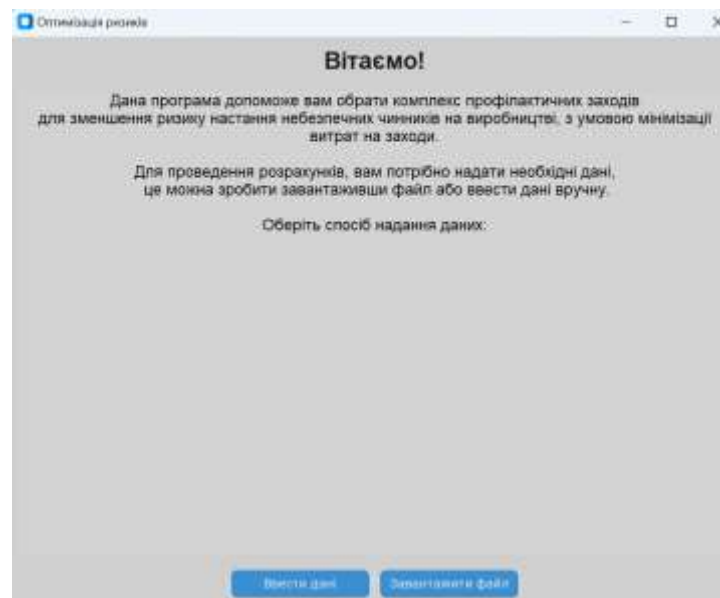 Оптимізація ризиків
Вітаємо!
Дана програма допоможе вам обрати комплекс профілактичних заходів
для зменшення ризику настання небезпечних чинників на виробництві, з умовою мінімізації
витрат на заходи.
Для проведення розрахунків, вам потрібно надати необхідні дані,
це можна зробити завантаживши файл або ввести дані вручну.
Оберіть спосіб надання даних:
Ввести дані
Завантажити файл